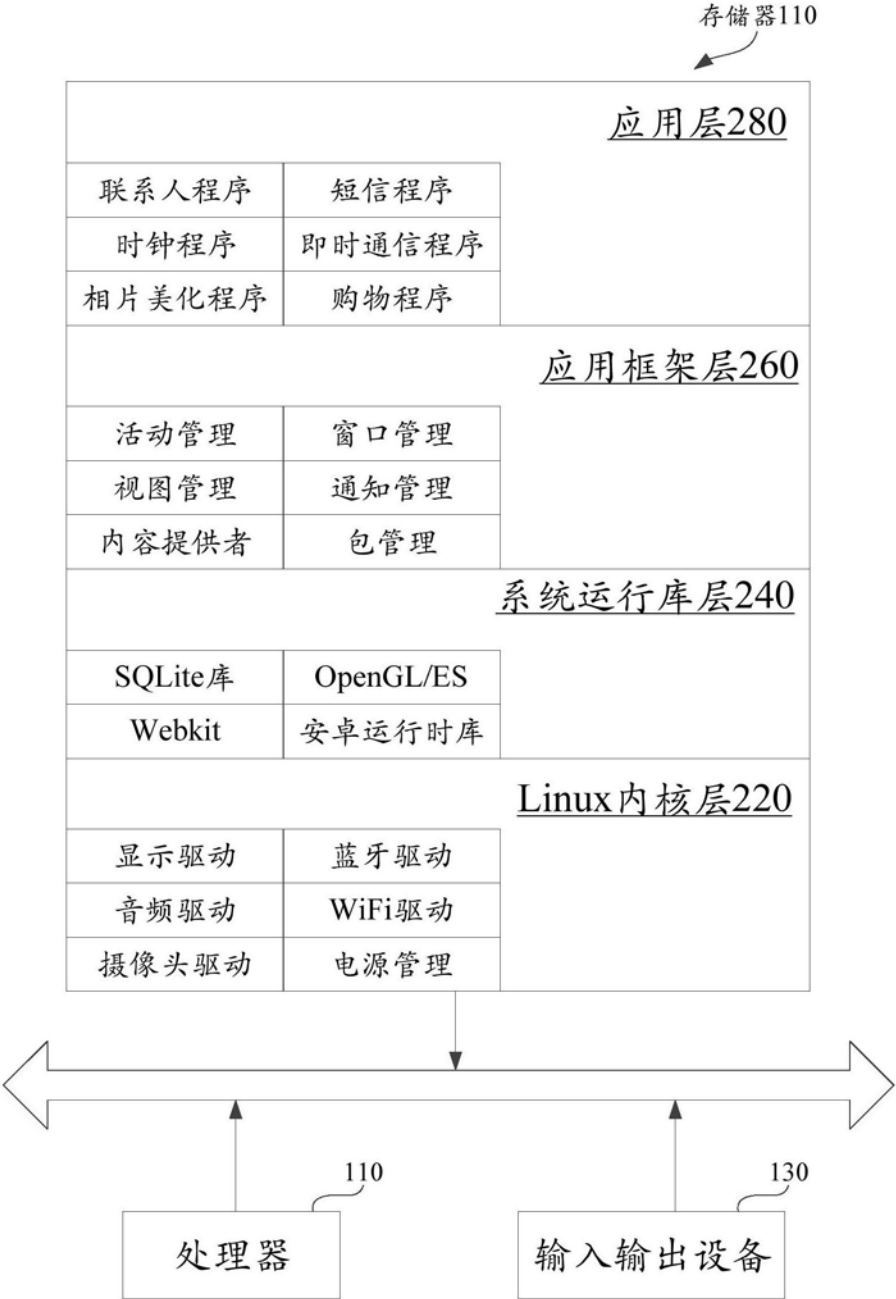 存储器110
应用层280
联系人程序 短信程序
时钟程序 即时通信程序
相片美化程序 购物程序
应用框架层260
活动管理 窗口管理
视图管理 通知管理
内容提供者 包管理
系统运行库层240
SQLite库 OpenGL/ES
Webkit 安卓运行时库
Linux内核层220
显示驱动 蓝牙驱动
音频驱动 WiFi驱动
摄像头驱动 电源管理
110 130
处理器 输入输出设备